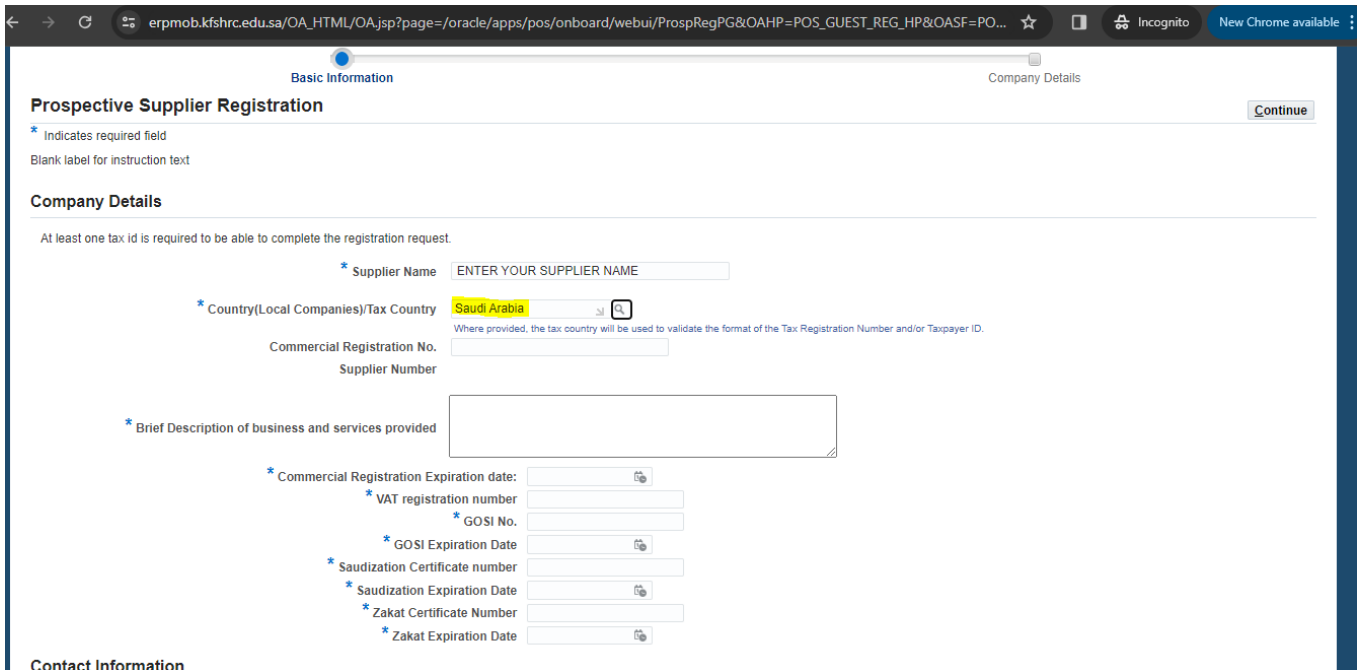 erpmob.kfshrc.edu.sa/OA_HTML/OA.jsp?page=/oracle/apps/pos/onboard/webui/ProspRegPG&OAHP=POS_GUEST_REG_HP&OASF=PO...
Incognito
New Chrome available
Basic Information
Company Details
Prospective Supplier Registration
Continue
* Indicates required field
Blank label for instruction text
Company Details
At least one tax id is required to be able to complete the registration request.
* Supplier Name ENTER YOUR SUPPLIER NAME
* Country(Local Companies)/Tax Country Saudi Arabia
Where provided, the tax country will be used to validate the format of the Tax Registration Number and/or Taxpayer ID.
Commercial Registration No.
Supplier Number
* Brief Description of business and services provided
* Commercial Registration Expiration date:
* VAT registration number
* GOSI No.
* GOSI Expiration Date
* Saudization Certificate number
* Saudization Expiration Date
* Zakat Certificate Number
* Zakat Expiration Date
Contact Information